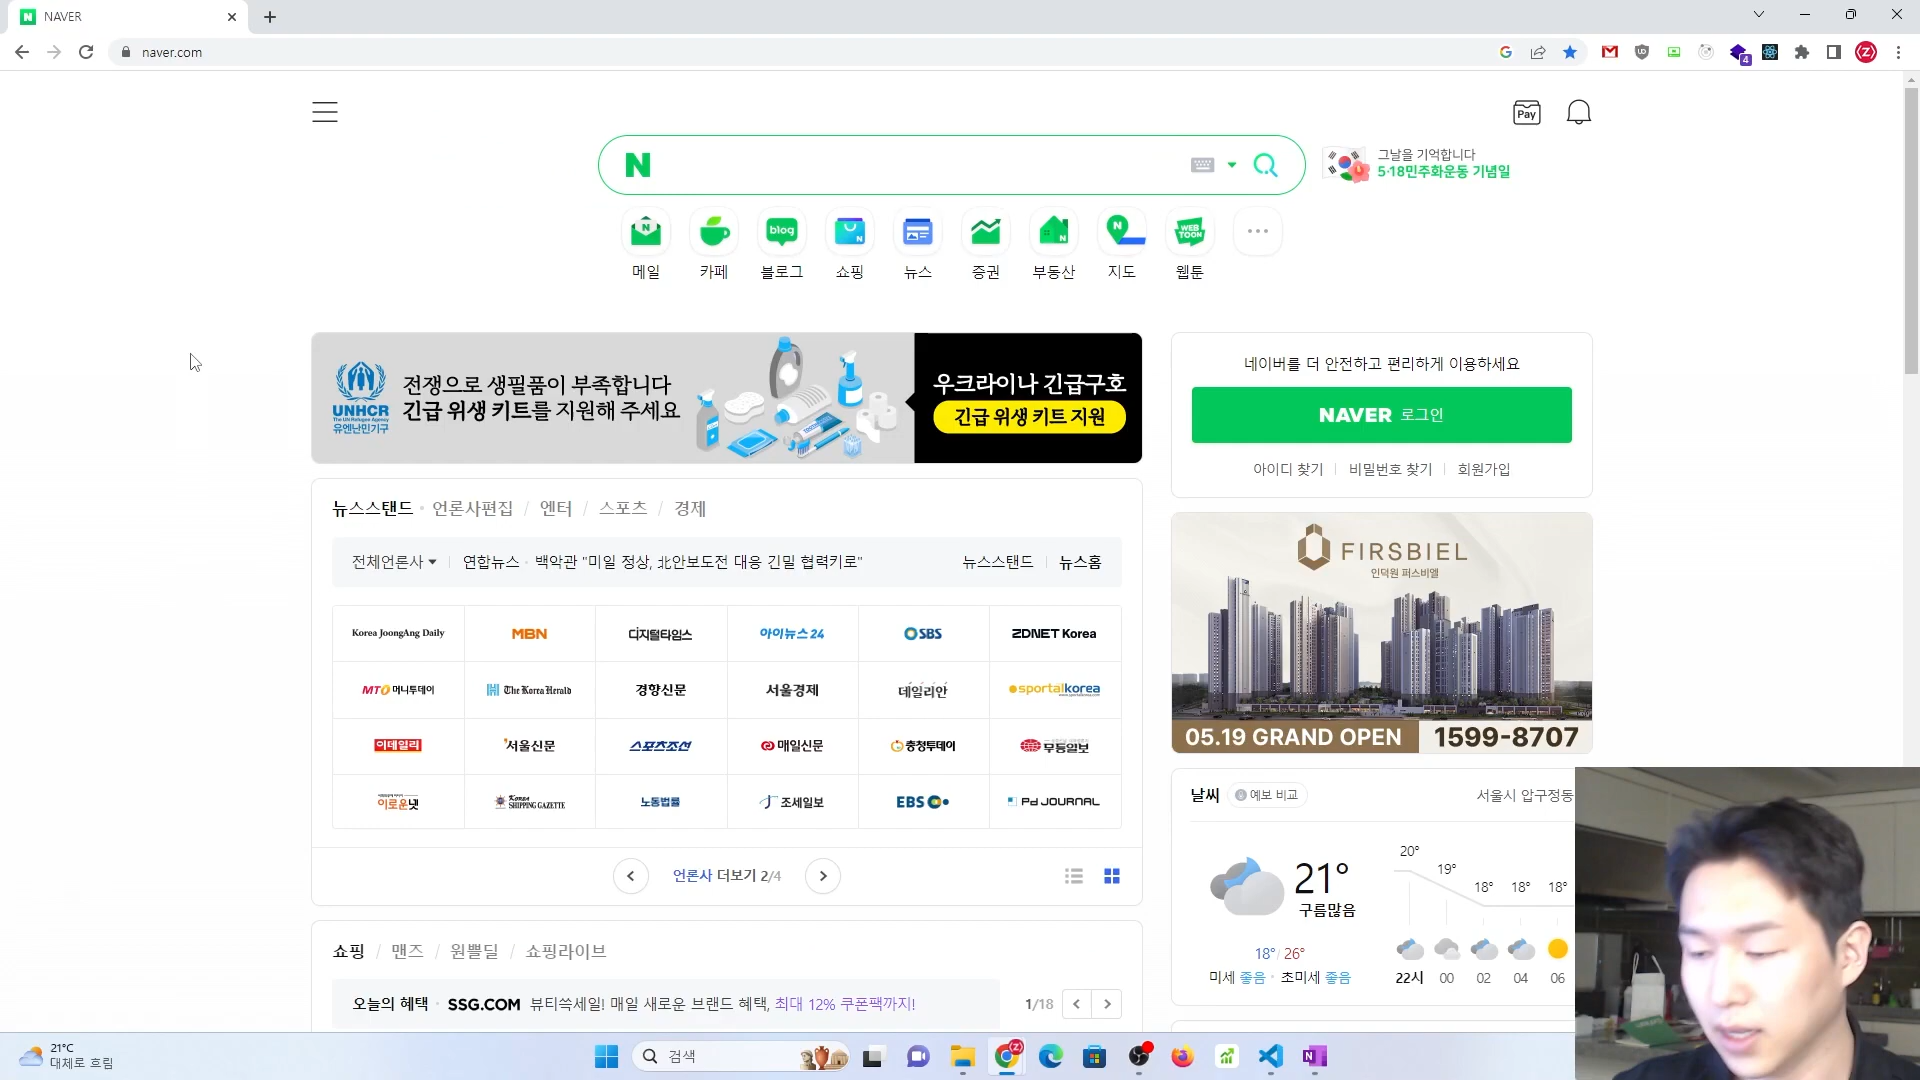 NAVER
naver.com
4
Pay
N
그날을 기억합니다
5·18민주화운동 기념일
N
blog
N
N
N
WEB
TOON
메일
카페
블로그
쇼핑
뉴스
증권
부동산
지도
웹툰
UNHCR
The UN Refugee Agency
유엔난민기구
전쟁으로 생필품이 부족합니다
긴급 위생 키트를 지원해 주세요
우크라이나 긴급구호
긴급 위생 키트 지원
네이버를 더 안전하고 편리하게 이용하세요
NAVER 로그인
아이디 찾기
비밀번호 찾기
회원가입
뉴스스탠드 · 언론사편집 / 엔터 / 스포츠 / 경제
전체언론사
연합뉴스 · 백악관 "미일 정상, 北안보도전 대응 긴밀 협력키로"
뉴스스탠드
뉴스홈
Korea JoongAng Daily
MBN
디지털타임스
아이뉴스24
SBS
ZDNET Korea
MTO 머니투데이
The Korea Herald
경향신문
서울경제
데일리안
sportalkorea
이데일리
서울신문
스포츠조선
매일신문
충청투데이
무등일보
이로운넷
KOREA SHIPPING GAZETTE
노동법률
조세일보
EBS
Pd JOURNAL
언론사 더보기 2/4
FIRSBIEL
인덕원 퍼스비엘
05.19 GRAND OPEN
1599-8707
날씨
예보 비교
서울시 압구정동
21°
구름많음
18° / 26°
미세 좋음 · 초미세 좋음
20°
19°
18°
18°
18°
22시
00
02
04
06
쇼핑 / 맨즈 / 원쁠딜 / 쇼핑라이브
오늘의 혜택 · SSG.COM 뷰티쓱세일! 매일 새로운 브랜드 혜택, 최대 12% 쿠폰팩까지!
1/18
21°C
대체로 흐림
검색